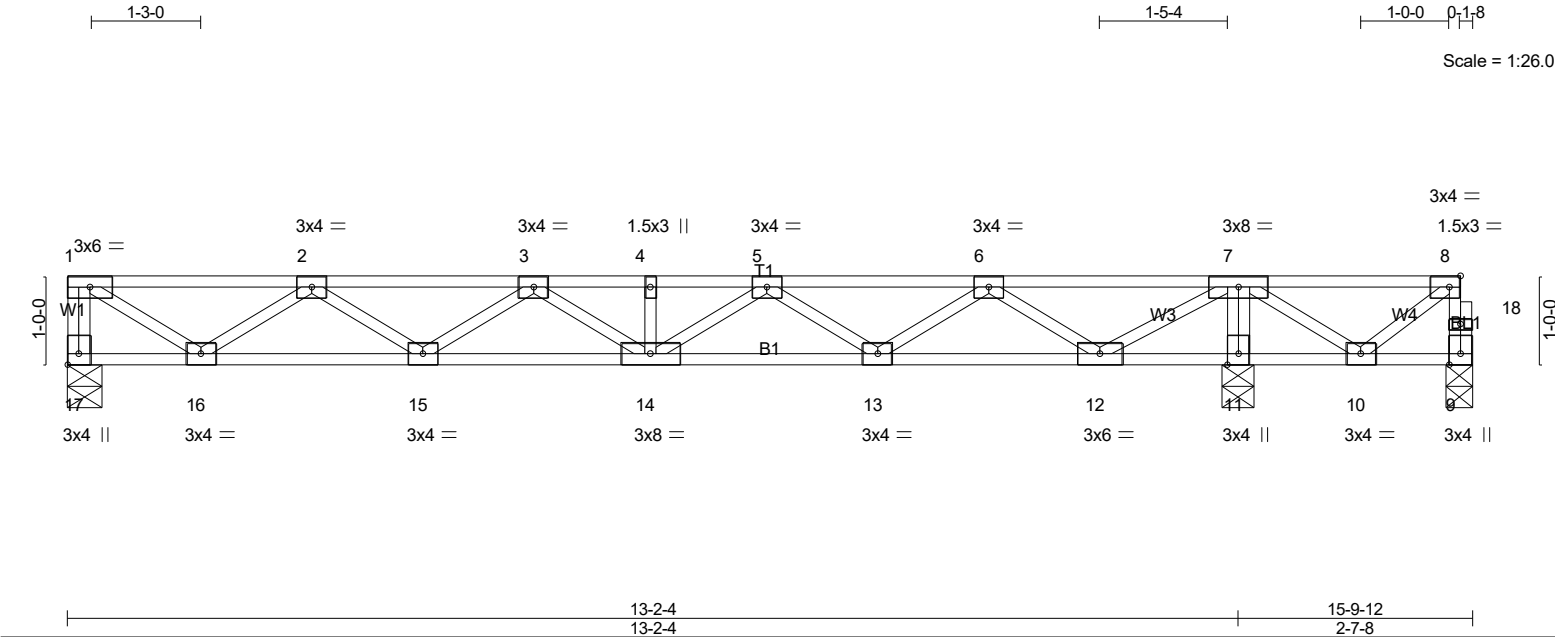 1-3-0 1-5-4 1-0-0 0-1-8
Scale = 1:26.0
3x4 =
3x4 = 3x4 = 1.5x3 || 3x4 = 3x4 = 3x8 = 1.5x3 =
3x6 =
1 2 3 4 5 6 7 8
T1
1-0-0 W1 W3 W4 BL1 18 1-0-0
B1
17 16 15 14 13 12 11 10 9
3x4 || 3x4 = 3x4 = 3x8 = 3x4 = 3x6 = 3x4 || 3x4 = 3x4 ||
13-2-4 15-9-12
13-2-4 2-7-8